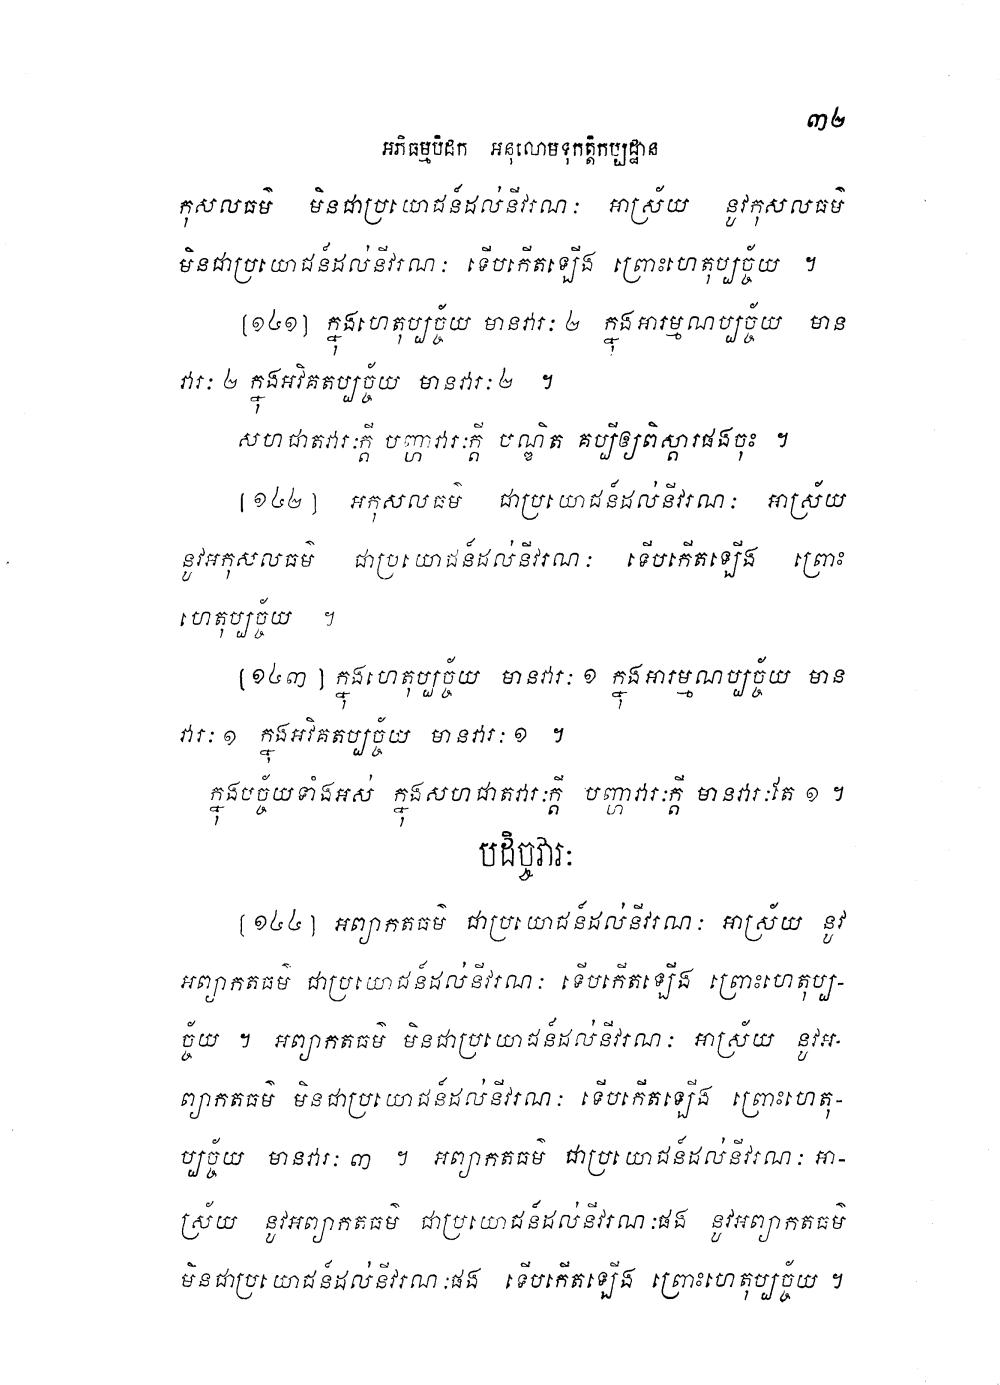 ៣២
អភិធម្មបិដក អនុលោមទុកត្តិកប្បដ្ឋាន
កុសលធម៌ មិនជាប្រយោជន៍ដល់នីវរណៈ អាស្រ័យ នូវកុសលធម៌
មិនជាប្រយោជន៍ដល់នីវរណៈ ទើបកើតឡើង ព្រោះហេតុប្បច្ច័យ ។
[១៤១] ក្នុងហេតុប្បច្ច័យ មានវារៈ ២ ក្នុងអារម្មណប្បច្ច័យ មាន
វារៈ ២ ក្នុងអវិគតប្បច្ច័យ មានវារៈ ២ ។
សហជាតវារៈក្តី បញ្ហាវារៈក្តី បណ្ឌិត គប្បីឲ្យពិស្តារផងចុះ ។
[១៤២] អកុសលធម៌ ជាប្រយោជន៍ដល់នីវរណៈ អាស្រ័យ
នូវអកុសលធម៌ ជាប្រយោជន៍ដល់នីវរណៈ ទើបកើតឡើង ព្រោះ
ហេតុប្បច្ច័យ ។
[១៤៣] ក្នុងហេតុប្បច្ច័យ មានវារៈ ១ ក្នុងអារម្មណប្បច្ច័យ មាន
វារៈ ១ ក្នុងអវិគតប្បច្ច័យ មានវារៈ ១ ។
ក្នុងបច្ច័យទាំងអស់ ក្នុងសហជាតវារៈក្តី បញ្ហាវារៈក្តី មានវារៈតែ ១ ។
បដិច្ចវារៈ
[១៤៤] អព្យាកតធម៌ ជាប្រយោជន៍ដល់នីវរណៈ អាស្រ័យ នូវ
អព្យាកតធម៌ ជាប្រយោជន៍ដល់នីវរណៈ ទើបកើតឡើង ព្រោះហេតុប្ប-
ច្ច័យ ។ អព្យាកតធម៌ មិនជាប្រយោជន៍ដល់នីវរណៈ អាស្រ័យ នូវអ-
ព្យាកតធម៌ មិនជាប្រយោជន៍ដល់នីវរណៈ ទើបកើតឡើង ព្រោះហេតុ-
ប្បច្ច័យ មានវារៈ ៣ ។ អព្យាកតធម៌ ជាប្រយោជន៍ដល់នីវរណៈ អា-
ស្រ័យ នូវអព្យាកតធម៌ ជាប្រយោជន៍ដល់នីវរណៈផង នូវអព្យាកតធម៌
មិនជាប្រយោជន៍ដល់នីវរណៈផង ទើបកើតឡើង ព្រោះហេតុប្បច្ច័យ ។